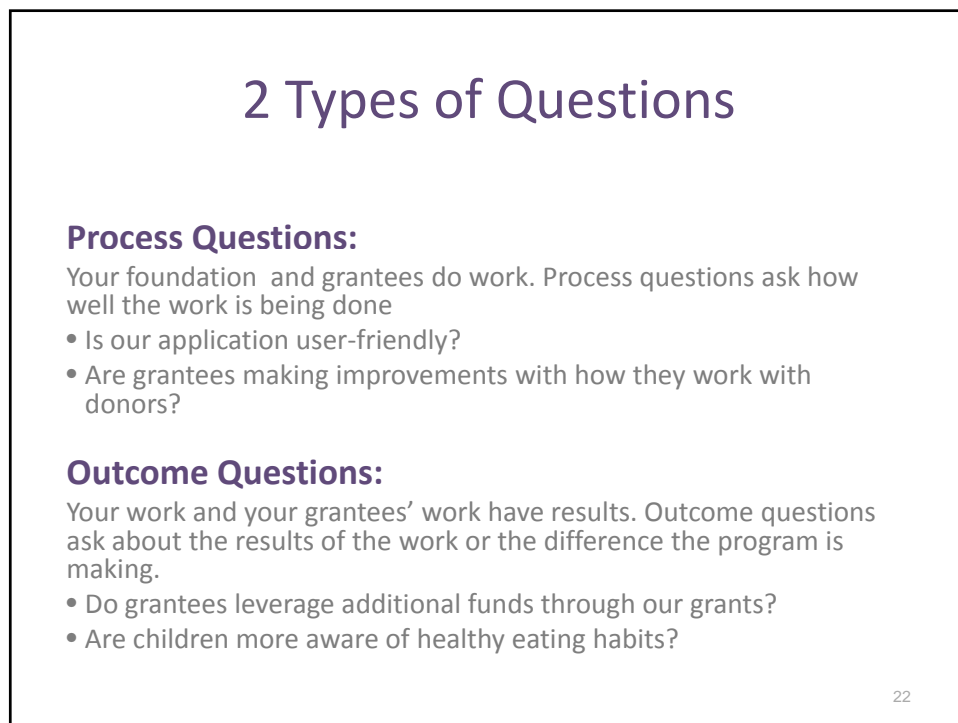 2 Types of Questions
Process Questions:
Your foundation  and grantees do work. Process questions ask how
well the work is being done
• Is our application user-friendly?
• Are grantees making improvements with how they work with
donors?
Outcome Questions:
Your work and your grantees’ work have results. Outcome questions
ask about the results of the work or the difference the program is
making.
• Do grantees leverage additional funds through our grants?
• Are children more aware of healthy eating habits?
22